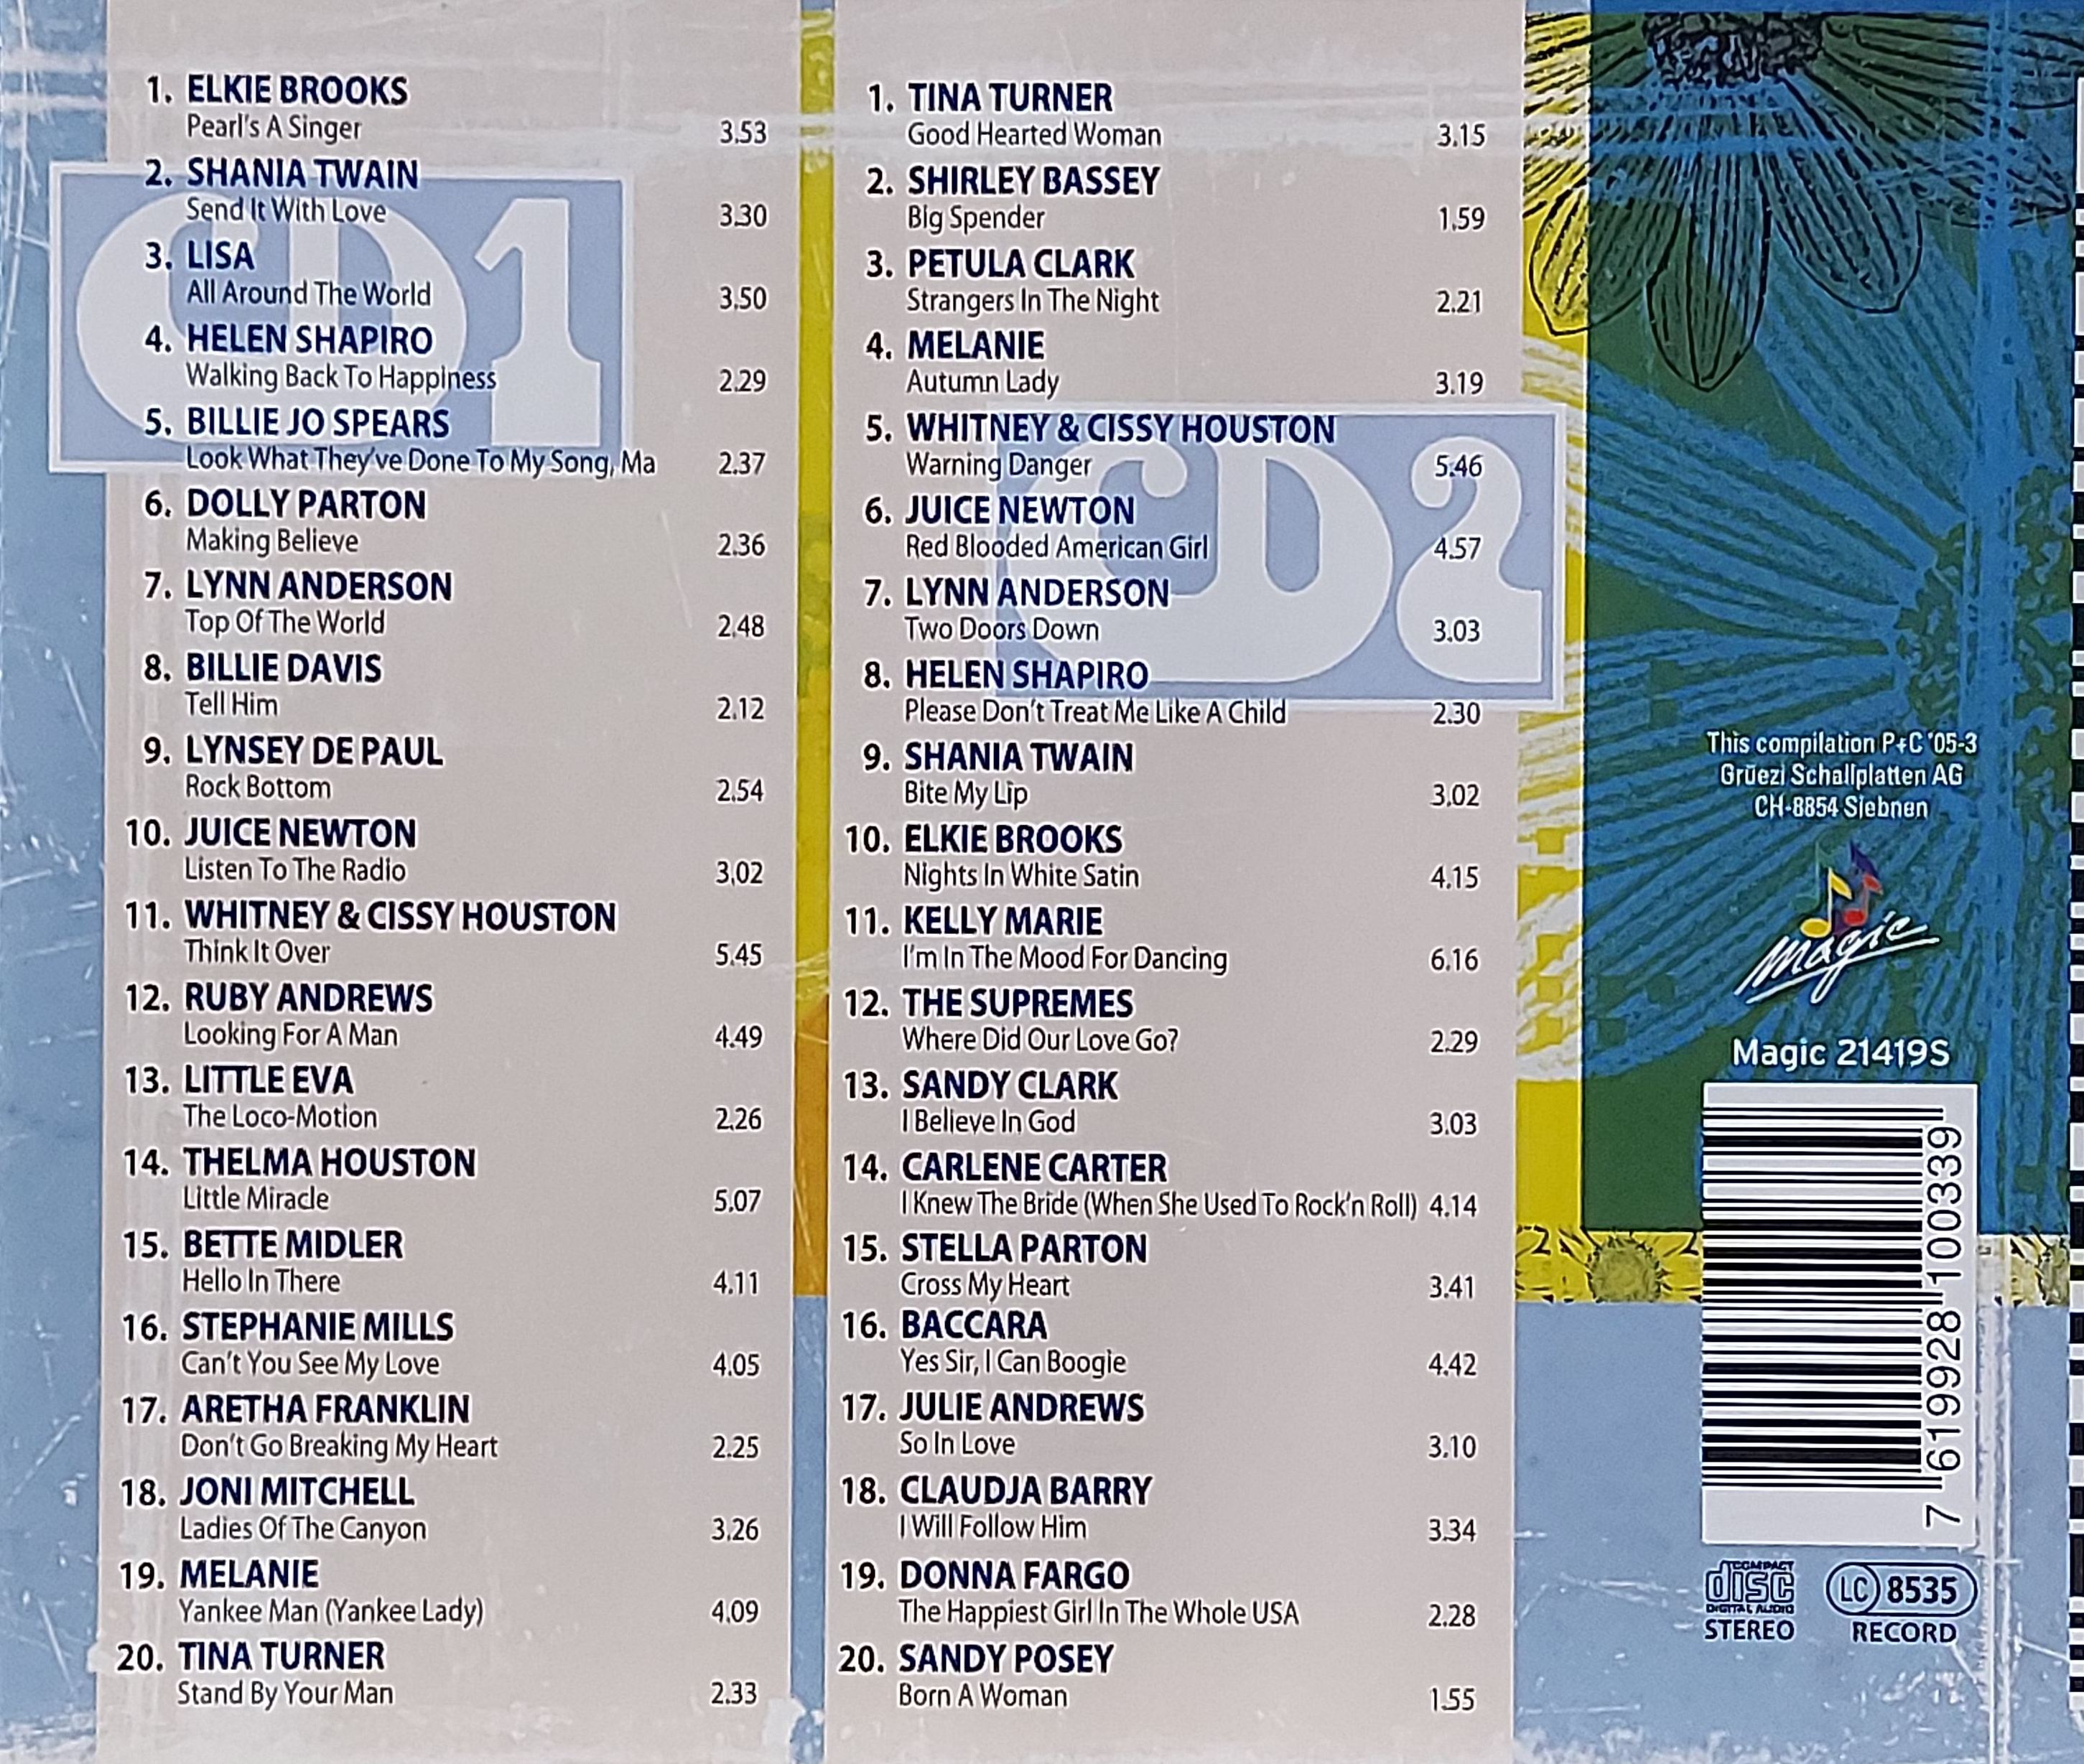 CD1
1. ELKIE BROOKS
Pearl's A Singer 3.53
2. SHANIA TWAIN
Send It With Love 3.30
3. LISA
All Around The World 3.50
4. HELEN SHAPIRO
Walking Back To Happiness 2.29
5. BILLIE JO SPEARS
Look What They've Done To My Song, Ma 2.37
6. DOLLY PARTON
Making Believe 2.36
7. LYNN ANDERSON
Top Of The World 2.48
8. BILLIE DAVIS
Tell Him 2.12
9. LYNSEY DE PAUL
Rock Bottom 2.54
10. JUICE NEWTON
Listen To The Radio 3.02
11. WHITNEY & CISSY HOUSTON
Think It Over 5.45
12. RUBY ANDREWS
Looking For A Man 4.49
13. LITTLE EVA
The Loco-Motion 2.26
14. THELMA HOUSTON
Little Miracle 5.07
15. BETTE MIDLER
Hello In There 4.11
16. STEPHANIE MILLS
Can't You See My Love 4.05
17. ARETHA FRANKLIN
Don't Go Breaking My Heart 2.25
18. JONI MITCHELL
Ladies Of The Canyon 3.26
19. MELANIE
Yankee Man (Yankee Lady) 4.09
20. TINA TURNER
Stand By Your Man 2.33
CD2
1. TINA TURNER
Good Hearted Woman 3.15
2. SHIRLEY BASSEY
Big Spender 1.59
3. PETULA CLARK
Strangers In The Night 2.21
4. MELANIE
Autumn Lady 3.19
5. WHITNEY & CISSY HOUSTON
Warning Danger 5.46
6. JUICE NEWTON
Red Blooded American Girl 4.57
7. LYNN ANDERSON
Two Doors Down 3.03
8. HELEN SHAPIRO
Please Don't Treat Me Like A Child 2.30
9. SHANIA TWAIN
Bite My Lip 3.02
10. ELKIE BROOKS
Nights In White Satin 4.15
11. KELLY MARIE
I'm In The Mood For Dancing 6.16
12. THE SUPREMES
Where Did Our Love Go? 2.29
13. SANDY CLARK
I Believe In God 3.03
14. CARLENE CARTER
I Knew The Bride (When She Used To Rock'n Roll) 4.14
15. STELLA PARTON
Cross My Heart 3.41
16. BACCARA
Yes Sir, I Can Boogie 4.42
17. JULIE ANDREWS
So In Love 3.10
18. CLAUDJA BARRY
I Will Follow Him 3.34
19. DONNA FARGO
The Happiest Girl In The Whole USA 2.28
20. SANDY POSEY
Born A Woman 1.55
This compilation P+C '05-3
Grüezi Schallplatten AG
CH-8854 Siebnen
Magic
Magic 21419S
7 619928 100339
COMPACT
disc
DIGITAL AUDIO
STEREO
LC 8535
RECORD